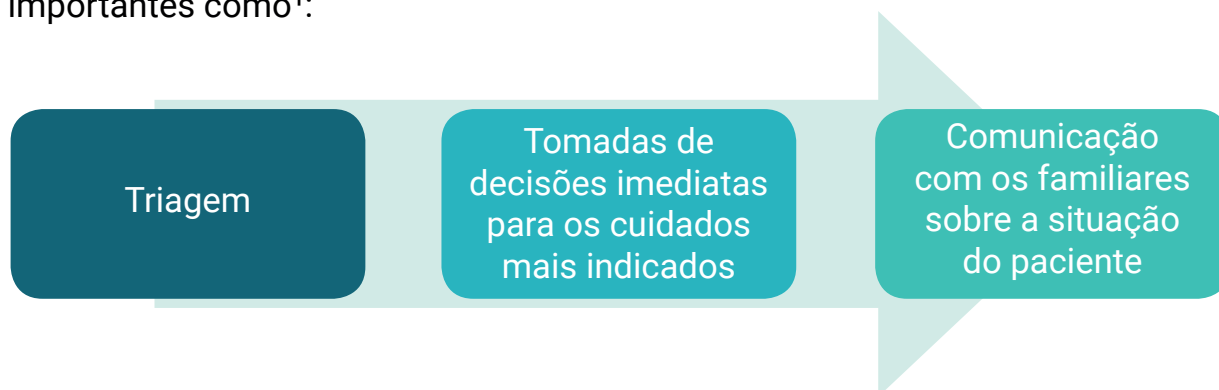 importantes como¹:
Triagem
Tomadas de
decisões imediatas
para os cuidados
mais indicados
Comunicação
com os familiares
sobre a situação
do paciente